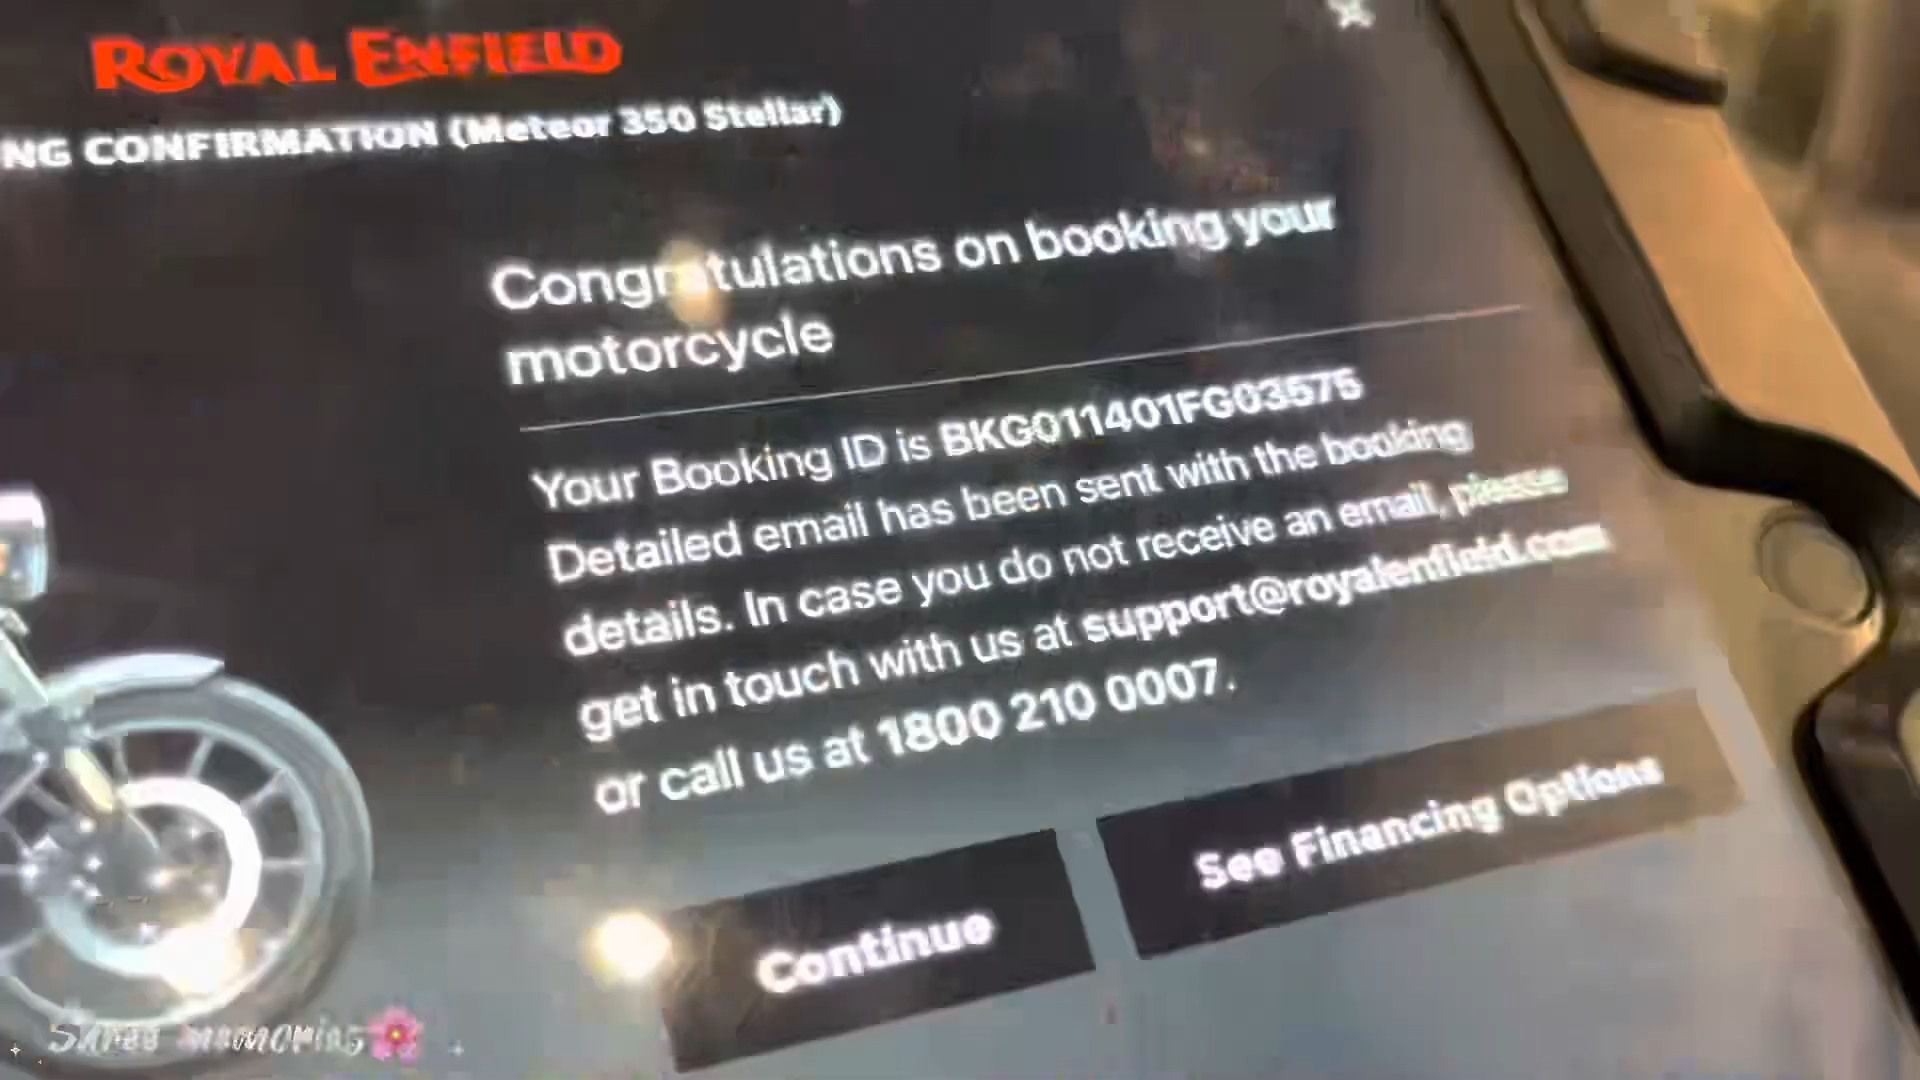 ROYAL ENFIELD
NG CONFIRMATION (Meteor 350 Stellar)
Congratulations on booking your
motorcycle
Your Booking ID is BKG011401FG03575
Detailed email has been sent with the booking
details. In case you do not receive an email, please
get in touch with us at support@royalenfield.com
or call us at 1800 210 0007.
Continue
See Financing Options
memories